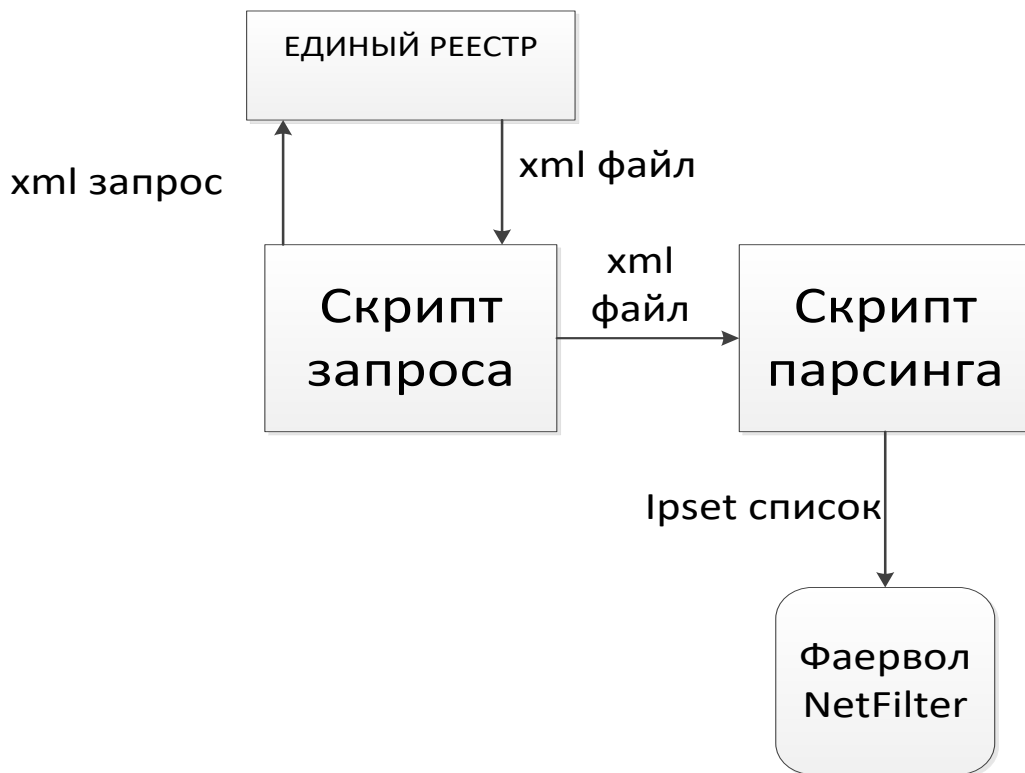 ЕДИНЫЙ РЕЕСТР
xml запрос
xml файл
Скрипт
запроса
xml
файл
Скрипт
парсинга
Ipset список
Фаервол
NetFilter